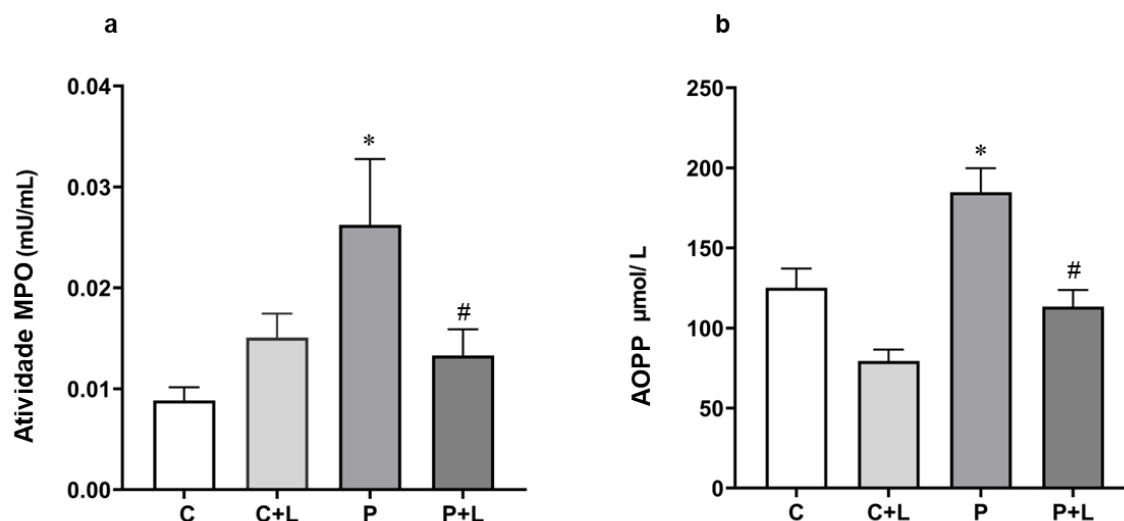 a
Atividade MPO (mU/mL)
0.04
0.03
0.02
0.01
0.00
*
#
C C+L P P+L
b
AOPP µmol/ L
250
200
150
100
50
0
*
#
C C+L P P+L